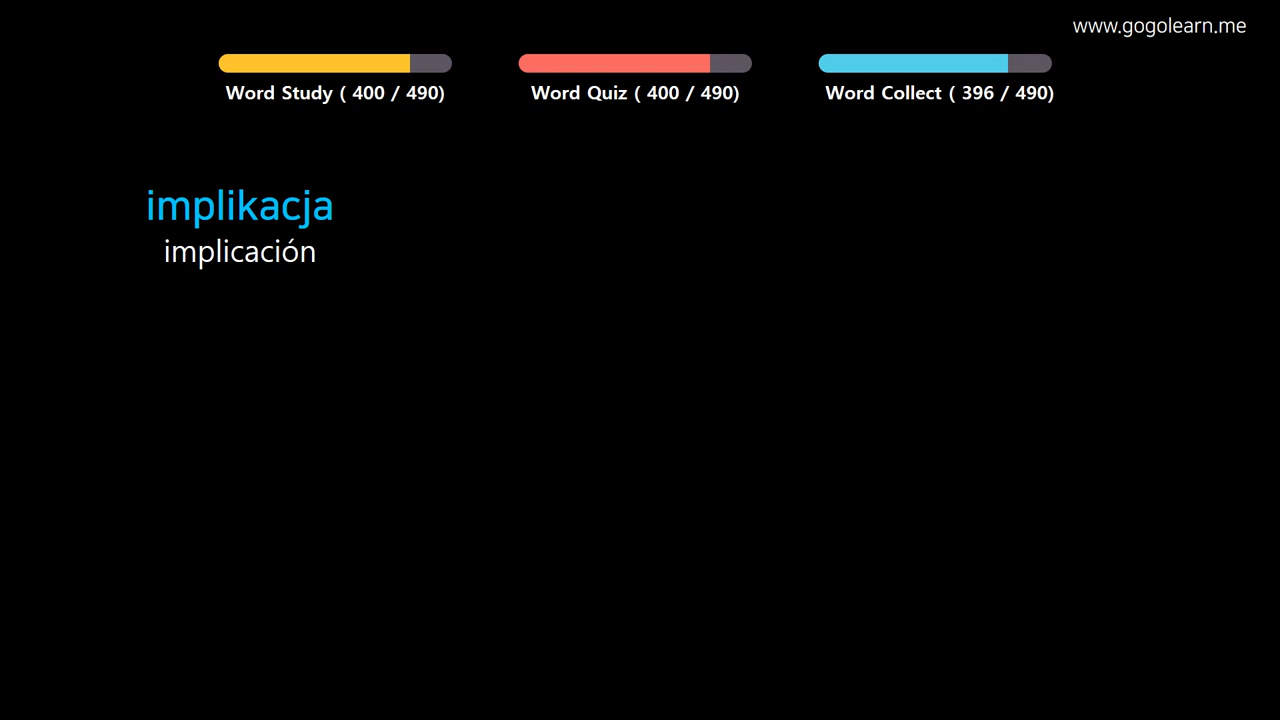 www.gogolearn.me
Word Study ( 400 / 490)
Word Quiz ( 400 / 490)
Word Collect ( 396 / 490)
implikacja
implicación